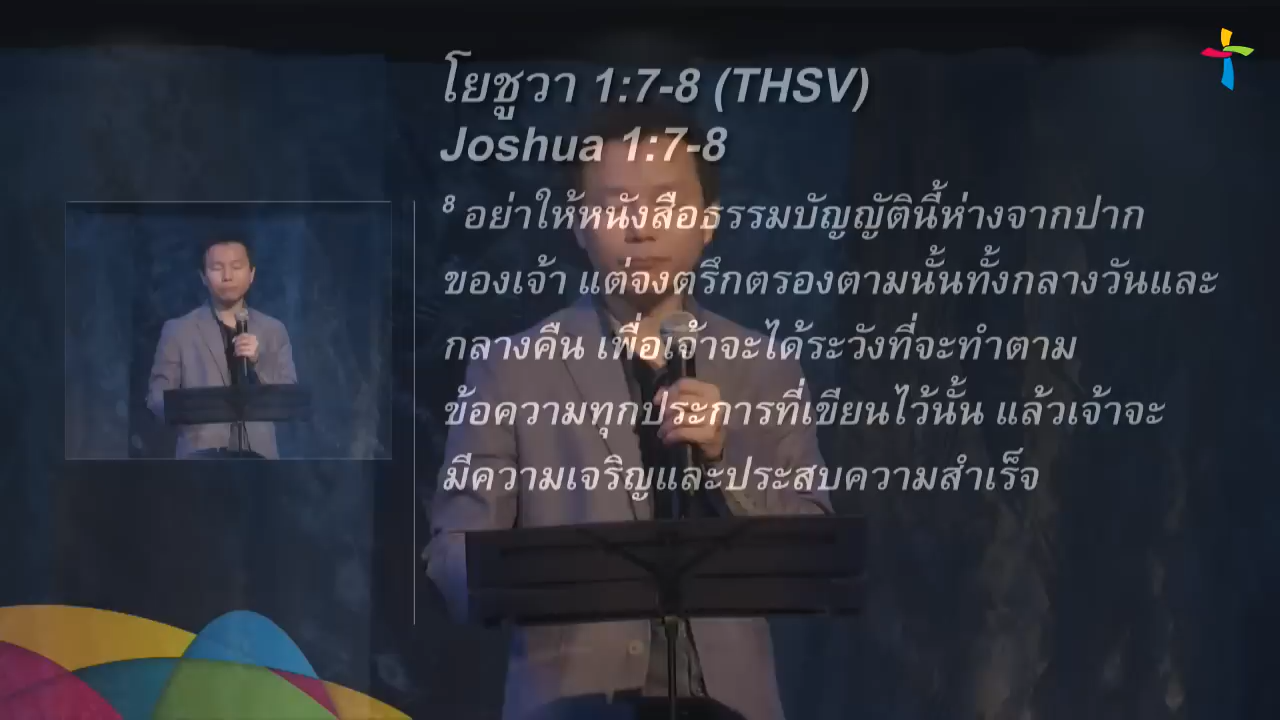 โยชูวา 1:7-8 (THSV)
Joshua 1:7-8
8 อย่าให้หนังสือธรรมบัญญัตินี้ห่างจากปาก
ของเจ้า แต่จงตรึกตรองตามนั้นทั้งกลางวันและ
กลางคืน เพื่อเจ้าจะได้ระวังที่จะทำตาม
ข้อความทุกประการที่เขียนไว้นั้น แล้วเจ้าจะ
มีความเจริญและประสบความสำเร็จ